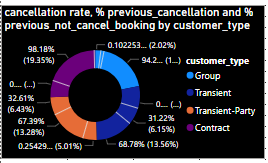 cancellation rate, % previous_cancellation and %
previous_not_cancel_booking by customer_type
98.18%
(19.35%)
0.102253... (2.02%)
94.2... (1...)
0.... (...)
0.... (...)
32.61%
(6.43%)
31.22%
(6.15%)
67.39%
(13.28%)
0.25429... (5.01%)
68.78% (13.56%)
customer_type
Group
Transient
Transient-Party
Contract